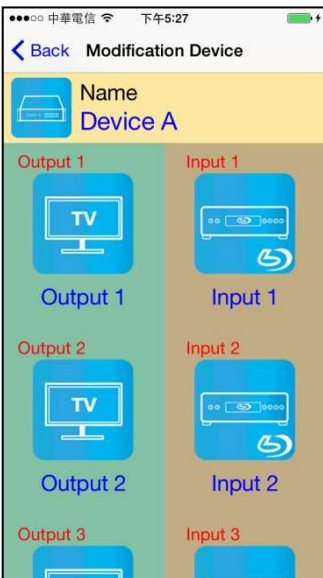 中華電信 下午5:27
Back Modification Device
Name
Device A
Output 1 Input 1
TV
Output 1 Input 1
Output 2 Input 2
TV
Output 2 Input 2
Output 3 Input 3